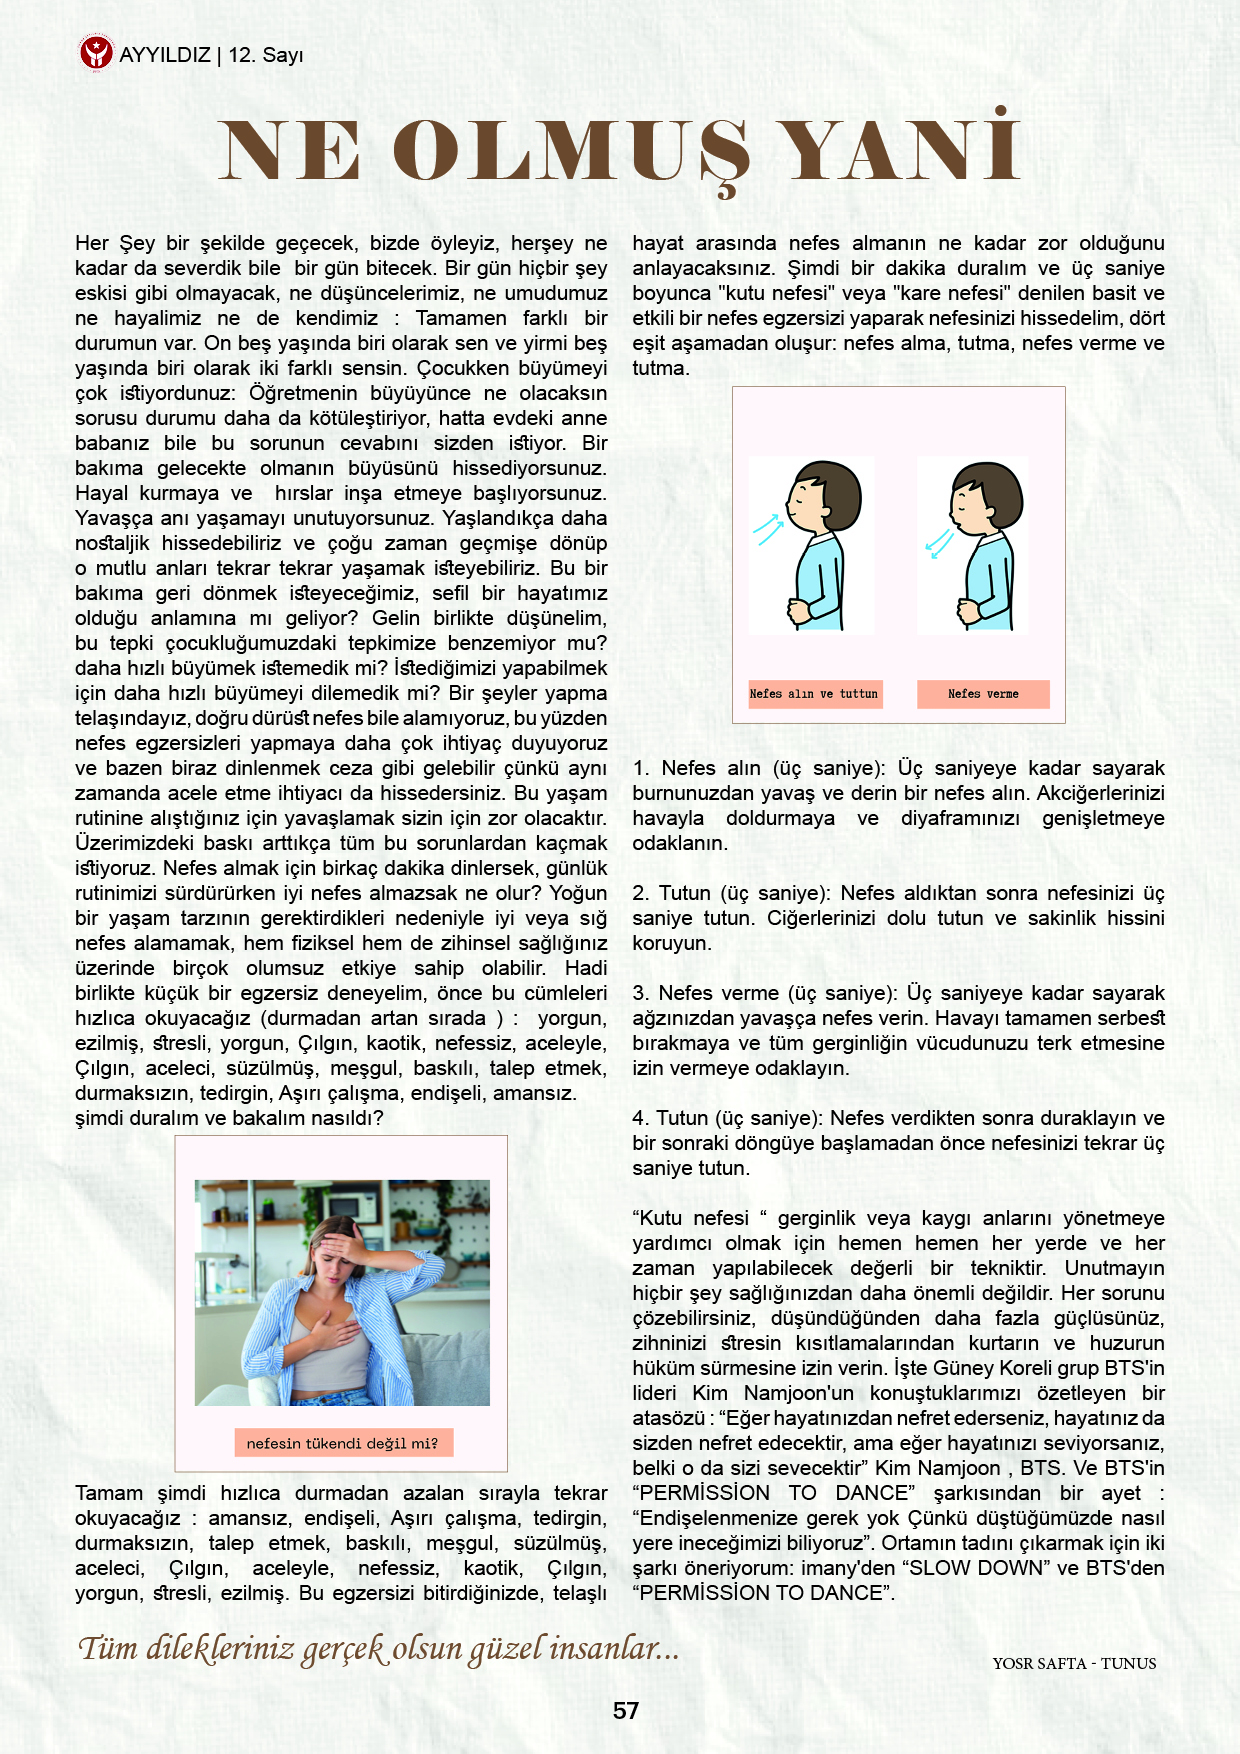 AYYILDIZ | 12. Sayı
NE OLMUŞ YANİ
Her Şey bir şekilde geçecek, bizde öyleyiz, herşey ne
kadar da severdik bile bir gün bitecek. Bir gün hiçbir şey
eskisi gibi olmayacak, ne düşüncelerimiz, ne umudumuz
ne hayalimiz ne de kendimiz : Tamamen farklı bir
durumun var. On beş yaşında biri olarak sen ve yirmi beş
yaşında biri olarak iki farklı sensin. Çocukken büyümeyi
çok istiyordunuz: Öğretmenin büyüyünce ne olacaksın
sorusu durumu daha da kötüleştiriyor, hatta evdeki anne
babanız bile bu sorunun cevabını sizden istiyor. Bir
bakıma gelecekte olmanın büyüsünü hissediyorsunuz.
Hayal kurmaya ve hırslar inşa etmeye başlıyorsunuz.
Yavaşça anı yaşamayı unutuyorsunuz. Yaşlandıkça daha
nostaljik hissedebiliriz ve çoğu zaman geçmişe dönüp
o mutlu anları tekrar tekrar yaşamak isteyebiliriz. Bu bir
bakıma geri dönmek isteyeceğimiz, sefil bir hayatımız
olduğu anlamına mı geliyor? Gelin birlikte düşünelim,
bu tepki çocukluğumuzdaki tepkimize benzemiyor mu?
daha hızlı büyümek istemedik mi? İstediğimizi yapabilmek
için daha hızlı büyümeyi dilemedik mi? Bir şeyler yapma
telaşındayız, doğru dürüst nefes bile alamıyoruz, bu yüzden
nefes egzersizleri yapmaya daha çok ihtiyaç duyuyoruz
ve bazen biraz dinlenmek ceza gibi gelebilir çünkü aynı
zamanda acele etme ihtiyacı da hissedersiniz. Bu yaşam
rutinine alıştığınız için yavaşlamak sizin için zor olacaktır.
Üzerimizdeki baskı arttıkça tüm bu sorunlardan kaçmak
istiyoruz. Nefes almak için birkaç dakika dinlersek, günlük
rutinimizi sürdürürken iyi nefes almazsak ne olur? Yoğun
bir yaşam tarzının gerektirdikleri nedeniyle iyi veya sığ
nefes alamamak, hem fiziksel hem de zihinsel sağlığınız
üzerinde birçok olumsuz etkiye sahip olabilir. Hadi
birlikte küçük bir egzersiz deneyelim, önce bu cümleleri
hızlıca okuyacağız (durmadan artan sırada ) : yorgun,
ezilmiş, stresli, yorgun, Çılgın, kaotik, nefessiz, aceleyle,
Çılgın, aceleci, süzülmüş, meşgul, baskılı, talep etmek,
durmaksızın, tedirgin, Aşırı çalışma, endişeli, amansız.
şimdi duralım ve bakalım nasıldı?
nefesin tükendi değil mi?
Tamam şimdi hızlıca durmadan azalan sırayla tekrar
okuyacağız : amansız, endişeli, Aşırı çalışma, tedirgin,
durmaksızın, talep etmek, baskılı, meşgul, süzülmüş,
aceleci, Çılgın, aceleyle, nefessiz, kaotik, Çılgın,
yorgun, stresli, ezilmiş. Bu egzersizi bitirdiğinizde, telaşlı
hayat arasında nefes almanın ne kadar zor olduğunu
anlayacaksınız. Şimdi bir dakika duralım ve üç saniye
boyunca "kutu nefesi" veya "kare nefesi" denilen basit ve
etkili bir nefes egzersizi yaparak nefesinizi hissedelim, dört
eşit aşamadan oluşur: nefes alma, tutma, nefes verme ve
tutma.
Nefes alın ve tuttun
Nefes verme
1. Nefes alın (üç saniye): Üç saniyeye kadar sayarak
burnunuzdan yavaş ve derin bir nefes alın. Akciğerlerinizi
havayla doldurmaya ve diyaframınızı genişletmeye
odaklanın.
2. Tutun (üç saniye): Nefes aldıktan sonra nefesinizi üç
saniye tutun. Ciğerlerinizi dolu tutun ve sakinlik hissini
koruyun.
3. Nefes verme (üç saniye): Üç saniyeye kadar sayarak
ağzınızdan yavaşça nefes verin. Havayı tamamen serbest
bırakmaya ve tüm gerginliğin vücudunuzu terk etmesine
izin vermeye odaklayın.
4. Tutun (üç saniye): Nefes verdikten sonra duraklayın ve
bir sonraki döngüye başlamadan önce nefesinizi tekrar üç
saniye tutun.
“Kutu nefesi “ gerginlik veya kaygı anlarını yönetmeye
yardımcı olmak için hemen hemen her yerde ve her
zaman yapılabilecek değerli bir tekniktir. Unutmayın
hiçbir şey sağlığınızdan daha önemli değildir. Her sorunu
çözebilirsiniz, düşündüğünden daha fazla güçlüsünüz,
zihninizi stresin kısıtlamalarından kurtarın ve huzurun
hüküm sürmesine izin verin. İşte Güney Koreli grup BTS'in
lideri Kim Namjoon'un konuştuklarımızı özetleyen bir
atasözü : “Eğer hayatınızdan nefret ederseniz, hayatınız da
sizden nefret edecektir, ama eğer hayatınızı seviyorsanız,
belki o da sizi sevecektir” Kim Namjoon , BTS. Ve BTS'in
“PERMİSSİON TO DANCE” şarkısından bir ayet :
“Endişelenmenize gerek yok Çünkü düştüğümüzde nasıl
yere ineceğimizi biliyoruz”. Ortamın tadını çıkarmak için iki
şarkı öneriyorum: imany'den “SLOW DOWN” ve BTS'den
“PERMİSSİON TO DANCE”.
Tüm dilekleriniz gerçek olsun güzel insanlar...
YOSR SAFTA - TUNUS
57